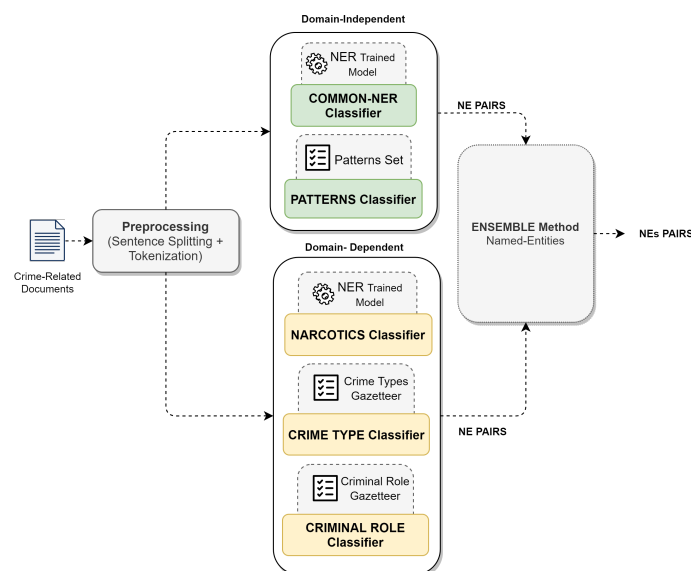 Domain-Independent
NER Trained
Model
COMMON-NER
Classifier
Patterns Set
PATTERNS Classifier
NE PAIRS
Crime-Related
Documents
Preprocessing
(Sentence Splitting +
Tokenization)
ENSEMBLE Method
Named-Entities
NEs PAIRS
Domain- Dependent
NER Trained
Model
NARCOTICS Classifier
Crime Types
Gazetteer
CRIME TYPE Classifier
NE PAIRS
Criminal Role
Gazetteer
CRIMINAL ROLE
Classifier